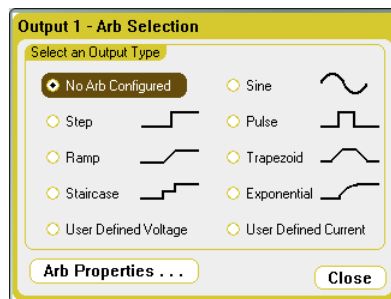 Output 1 - Arb Selection
Select an Output Type
No Arb Configured
Sine
Step
Pulse
Ramp
Trapezoid
Staircase
Exponential
User Defined Voltage
User Defined Current
Arb Properties . . .
Close